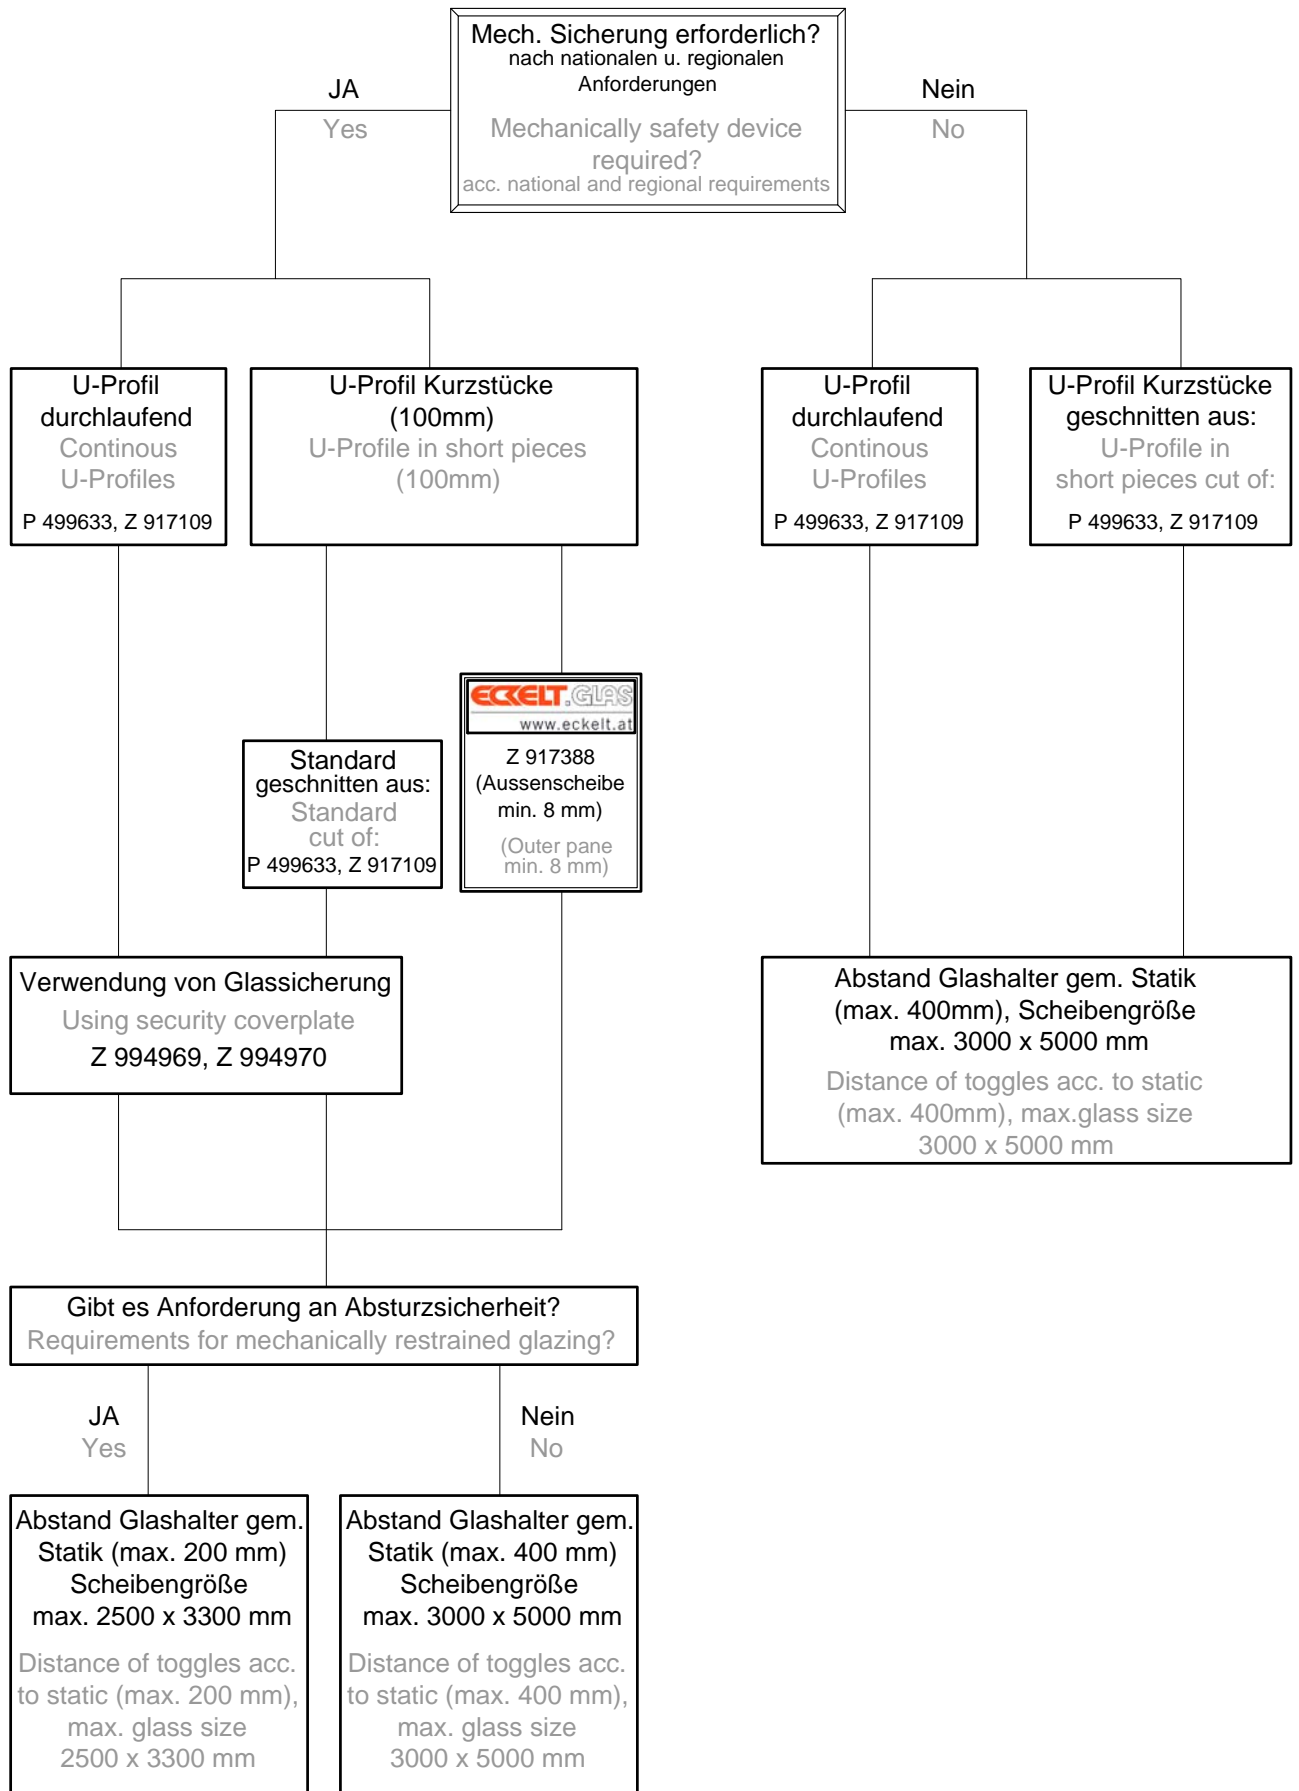 Mech. Sicherung erforderlich?
nach nationalen u. regionalen
Anforderungen
Mechanically safety device
required?
acc. national and regional requirements
JA
Yes
Nein
No
U-Profil
durchlaufend
Continous
U-Profiles
P 499633, Z 917109
U-Profil Kurzstücke
(100mm)
U-Profile in short pieces
(100mm)
U-Profil
durchlaufend
Continous
U-Profiles
P 499633, Z 917109
U-Profil Kurzstücke
geschnitten aus:
U-Profile in
short pieces cut of:
P 499633, Z 917109
Standard
geschnitten aus:
Standard
cut of:
P 499633, Z 917109
ECKELT.GLAS
www.eckelt.at
Z 917388
(Aussenscheibe
min. 8 mm)
(Outer pane
min. 8 mm)
Verwendung von Glassicherung
Using security coverplate
Z 994969, Z 994970
Abstand Glashalter gem. Statik
(max. 400mm), Scheibengröße
max. 3000 x 5000 mm
Distance of toggles acc. to static
(max. 400mm), max.glass size
3000 x 5000 mm
Gibt es Anforderung an Absturzsicherheit?
Requirements for mechanically restrained glazing?
JA
Yes
Nein
No
Abstand Glashalter gem.
Statik (max. 200 mm)
Scheibengröße
max. 2500 x 3300 mm
Distance of toggles acc.
to static (max. 200 mm),
max. glass size
2500 x 3300 mm
Abstand Glashalter gem.
Statik (max. 400 mm)
Scheibengröße
max. 3000 x 5000 mm
Distance of toggles acc.
to static (max. 400 mm),
max. glass size
3000 x 5000 mm